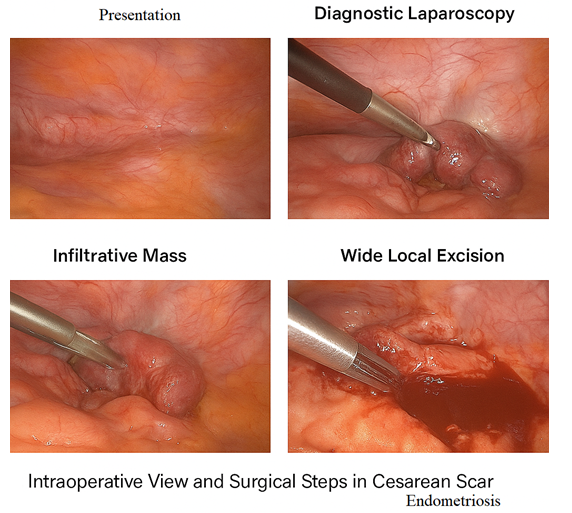 Presentation
Diagnostic Laparoscopy
Infiltrative Mass
Wide Local Excision
Intraoperative View and Surgical Steps in Cesarean Scar
Endometriosis